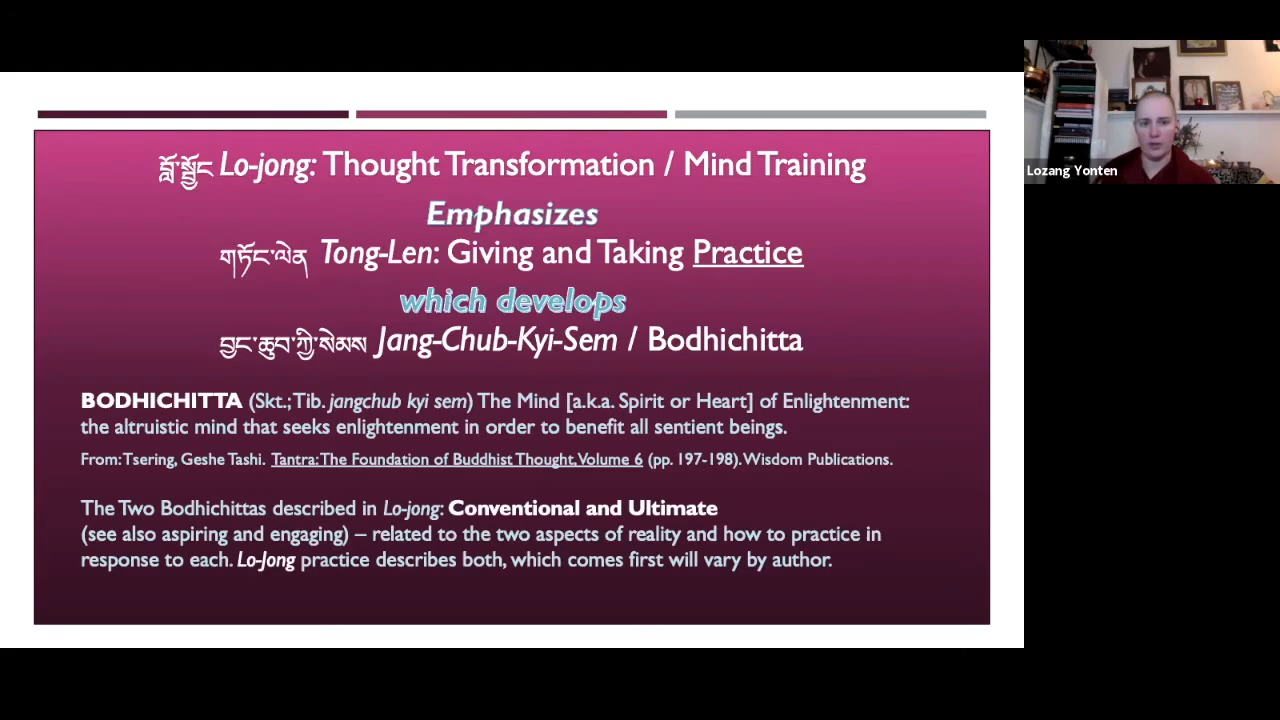 བློ་སྦྱོང Lo-jong: Thought Transformation / Mind Training
Emphasizes
གཏོང་ལེན Tong-Len: Giving and Taking Practice
which develops
བྱང་ཆུབ་ཀྱི་སེམས Jang-Chub-Kyi-Sem / Bodhichitta
BODHICHITTA (Skt.; Tib. jangchub kyi sem) The Mind [a.k.a. Spirit or Heart] of Enlightenment:
the altruistic mind that seeks enlightenment in order to benefit all sentient beings.
From: Tsering, Geshe Tashi. Tantra: The Foundation of Buddhist Thought, Volume 6 (pp. 197-198). Wisdom Publications.
The Two Bodhichittas described in Lo-jong: Conventional and Ultimate
(see also aspiring and engaging) – related to the two aspects of reality and how to practice in
response to each. Lo-Jong practice describes both, which comes first will vary by author.
Lozang Yonten